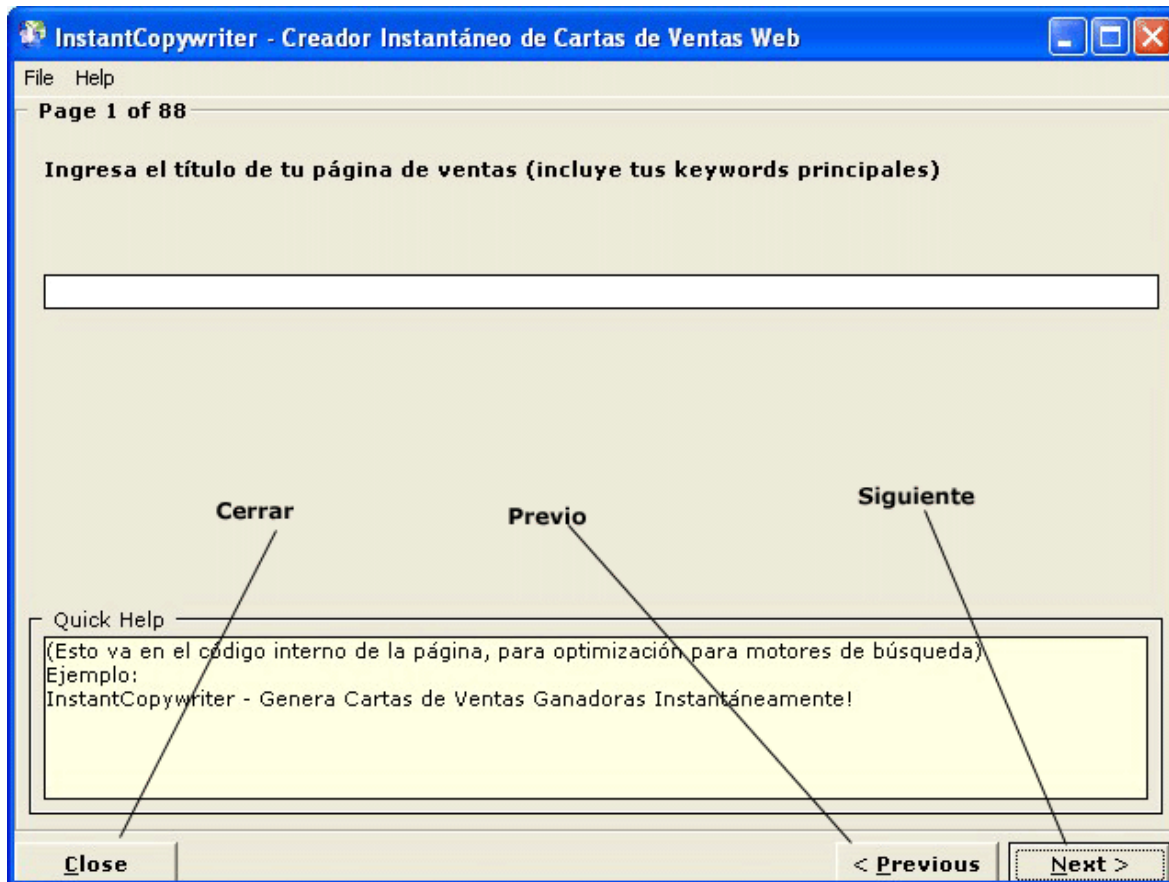 InstantCopywriter - Creador Instantáneo de Cartas de Ventas Web
File Help
Page 1 of 88
Ingresa el título de tu página de ventas (incluye tus keywords principales)
Siguiente
Cerrar
Previo
Quick Help
(Esto va en el código interno de la página, para optimización para motores de búsqueda)
Ejemplo:
InstantCopywriter - Genera Cartas de Ventas Ganadoras Instantáneamente!
Close
< Previous
Next >